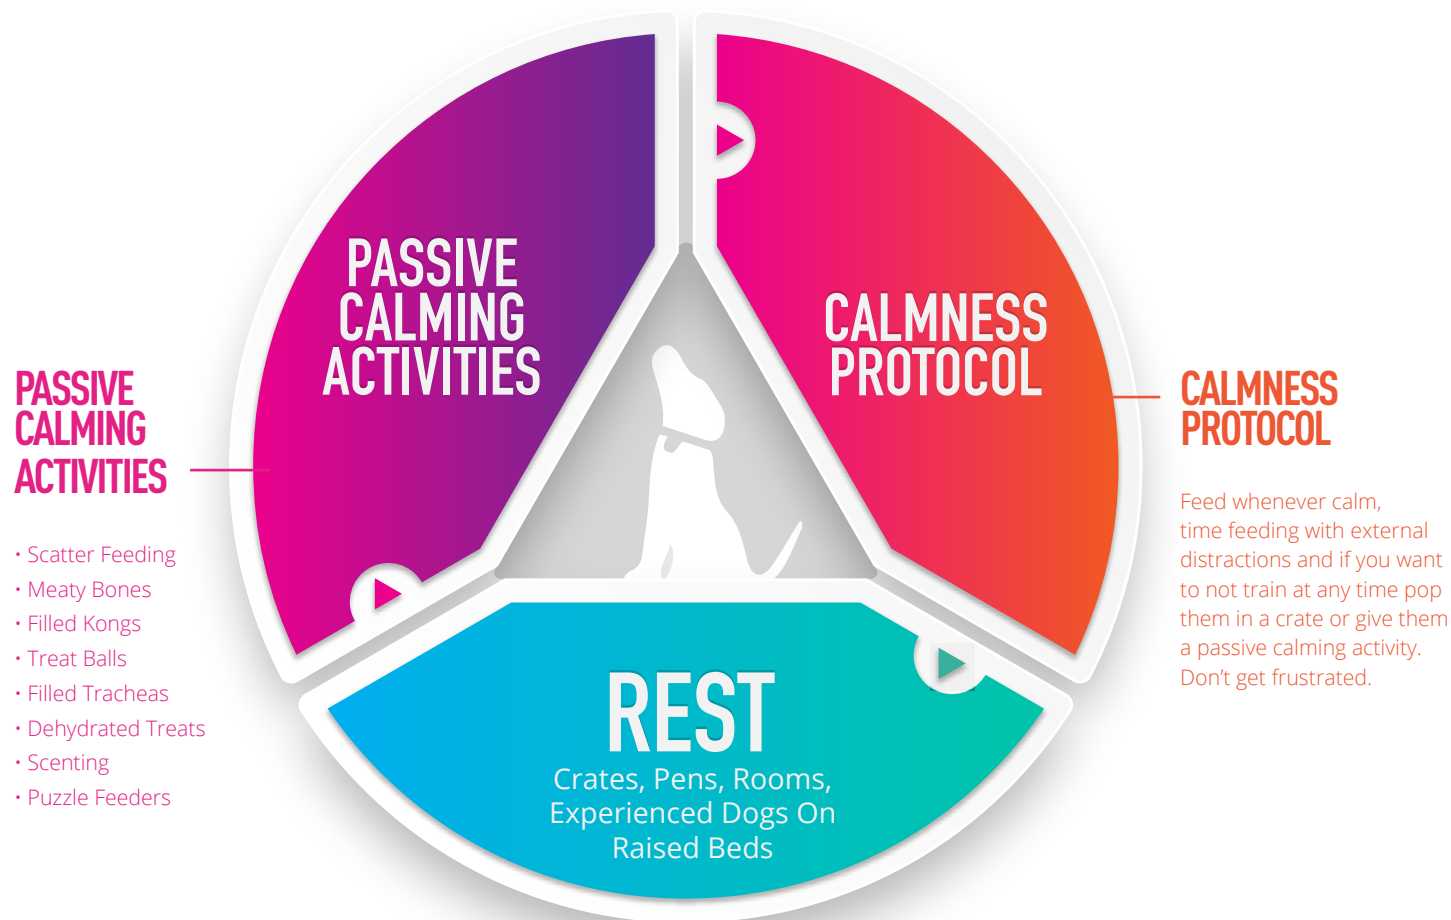 PASSIVE
CALMING
ACTIVITIES
CALMNESS
PROTOCOL
REST
Crates, Pens, Rooms,
Experienced Dogs On
Raised Beds
PASSIVE
CALMING
ACTIVITIES
• Scatter Feeding
• Meaty Bones
• Filled Kongs
• Treat Balls
• Filled Tracheas
• Dehydrated Treats
• Scenting
• Puzzle Feeders
CALMNESS
PROTOCOL
Feed whenever calm,
time feeding with external
distractions and if you want
to not train at any time pop
them in a crate or give them
a passive calming activity.
Don’t get frustrated.